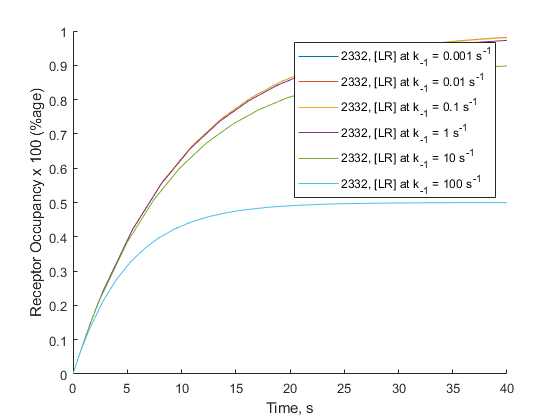 Receptor Occupancy x 100 (%age)
1
0.9
0.8
0.7
0.6
0.5
0.4
0.3
0.2
0.1
0
2332, [LR] at k-1 = 0.001 s-1
2332, [LR] at k-1 = 0.01 s-1
2332, [LR] at k-1 = 0.1 s-1
2332, [LR] at k-1 = 1 s-1
2332, [LR] at k-1 = 10 s-1
2332, [LR] at k-1 = 100 s-1
0 5 10 15 20 25 30 35 40
Time, s